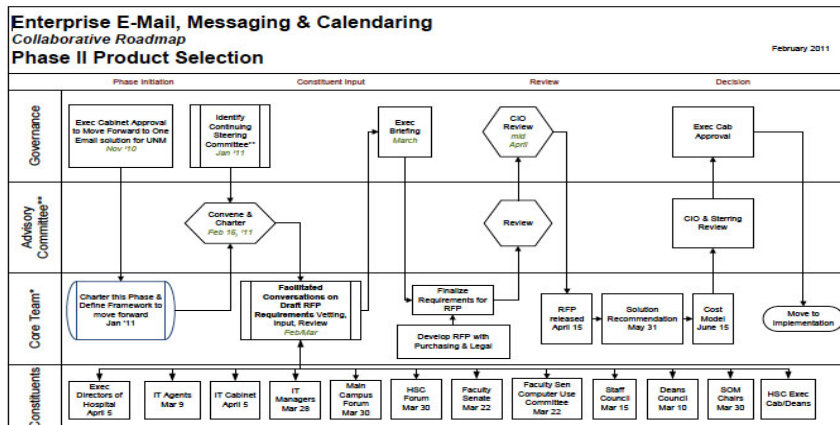 Enterprise E-Mail, Messaging & Calendaring
Collaborative Roadmap
Phase II Product Selection
February 2011
Phase Initiation
Constituent Input
Review
Decision
Governance
Exec Cabinet Approval
to Move Forward to One
Email solution for UNM
Nov '10
Identify
Continuing
Steering
Committee**
Jan '11
Exec
Briefing
March
CIO
Review
mid
April
Exec Cab
Approval
Advisory
Committee**
Convene &
Charter
Feb 16, '11
Review
CIO & Sterring
Review
Core Team*
Charter this Phase &
Define Framework to
move forward
Jan '11
Facilitated
Conversations on
Draft RFP
Requirements Vetting,
Input, Review
Feb/Mar
Finalize
Requirements for
RFP
Develop RFP with
Purchasing & Legal
RFP
released
April 15
Solution
Recommendation
May 31
Cost
Model
June 15
Move to
Implementation
Constituents
Exec
Directors of
Hospital
April 5
IT Agents
Mar 9
IT Cabinet
April 5
IT
Managers
Mar 28
Main
Campus
Forum
Mar 30
HSC
Forum
Mar 30
Faculty
Senate
Mar 22
Faculty Sen
Computer Use
Committee
Mar 22
Staff
Council
Mar 15
Deans
Council
Mar 10
SOM
Chairs
Mar 30
HSC Exec
Cab/Deans